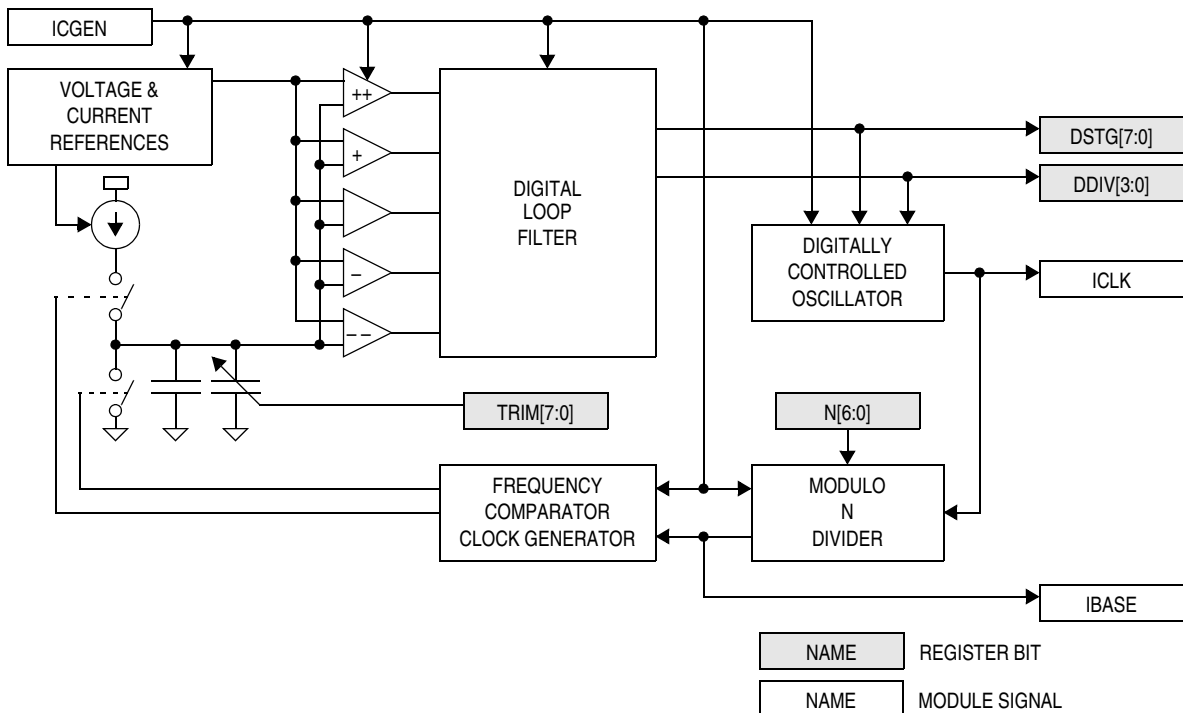 ICGEN
VOLTAGE &
CURRENT
REFERENCES
++
+
–
– –
DIGITAL
LOOP
FILTER
DSTG[7:0]
DDIV[3:0]
DIGITALLY
CONTROLLED
OSCILLATOR
ICLK
TRIM[7:0]
N[6:0]
FREQUENCY
COMPARATOR
CLOCK GENERATOR
MODULO
N
DIVIDER
IBASE
NAME REGISTER BIT
NAME MODULE SIGNAL